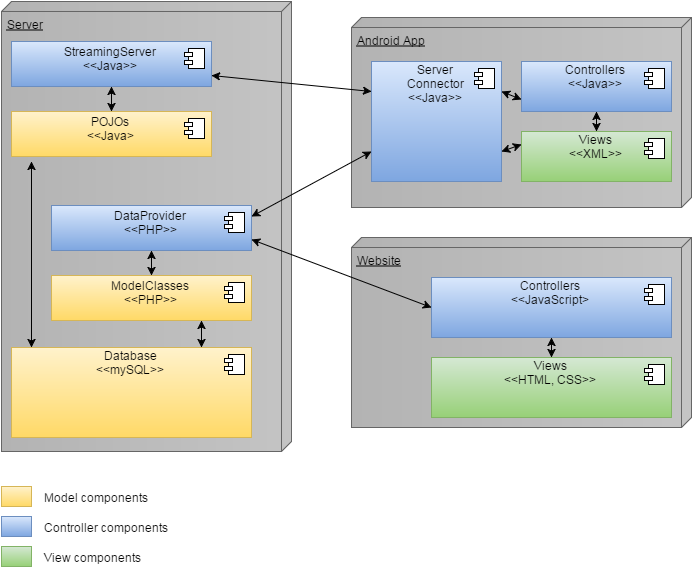 Server
StreamingServer
<<Java>>
POJOs
<<Java>
DataProvider
<<PHP>>
ModelClasses
<<PHP>>
Database
<<mySQL>>
Android App
Server
Connector
<<Java>>
Controllers
<<Java>>
Views
<<XML>>
Website
Controllers
<<JavaScript>
Views
<<HTML, CSS>>
Model components
Controller components
View components